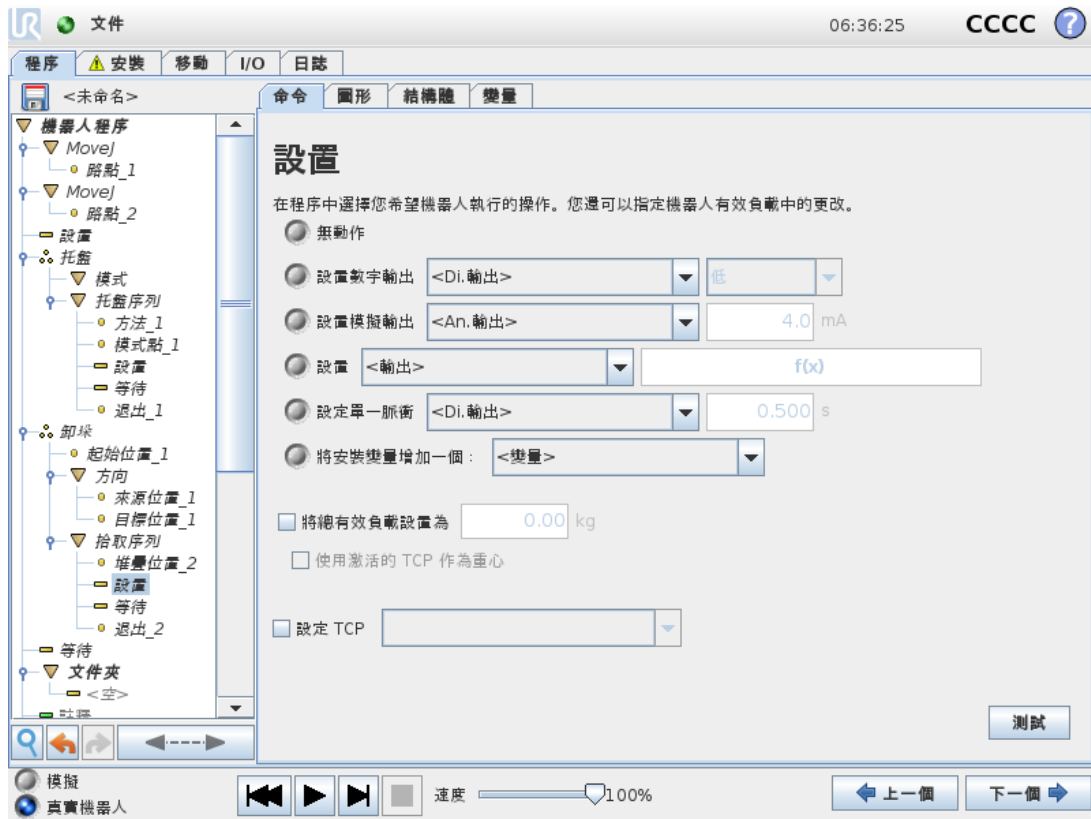 UR 文件 06:36:25 CCCC ?
程序 安裝 移動 I/O 日誌
<未命名>
命令 圖形 結構體 變量
機器人程序
MoveJ
路點_1
MoveJ
路點_2
設置
托盤
模式
托盤序列
方法_1
模式點_1
設置
等待
退出_1
卸垛
起始位置_1
方向
來源位置_1
目標位置_1
拾取序列
堆疊位置_2
設置
等待
退出_2
等待
文件夾
<空>
註釋
設置
在程序中選擇您希望機器人執行的操作。您還可以指定機器人有效負載中的更改。
無動作
設置數字輸出 <Di.輸出> 低
設置模擬輸出 <An.輸出> 4.0 mA
設置 <輸出> f(x)
設定單一脈衝 <Di.輸出> 0.500 s
將安裝變量增加一個： <變量>
將總有效負載設置為 0.00 kg
使用激活的 TCP 作為重心
設定 TCP
測試
模擬
真實機器人
速度 100%
上一個 下一個